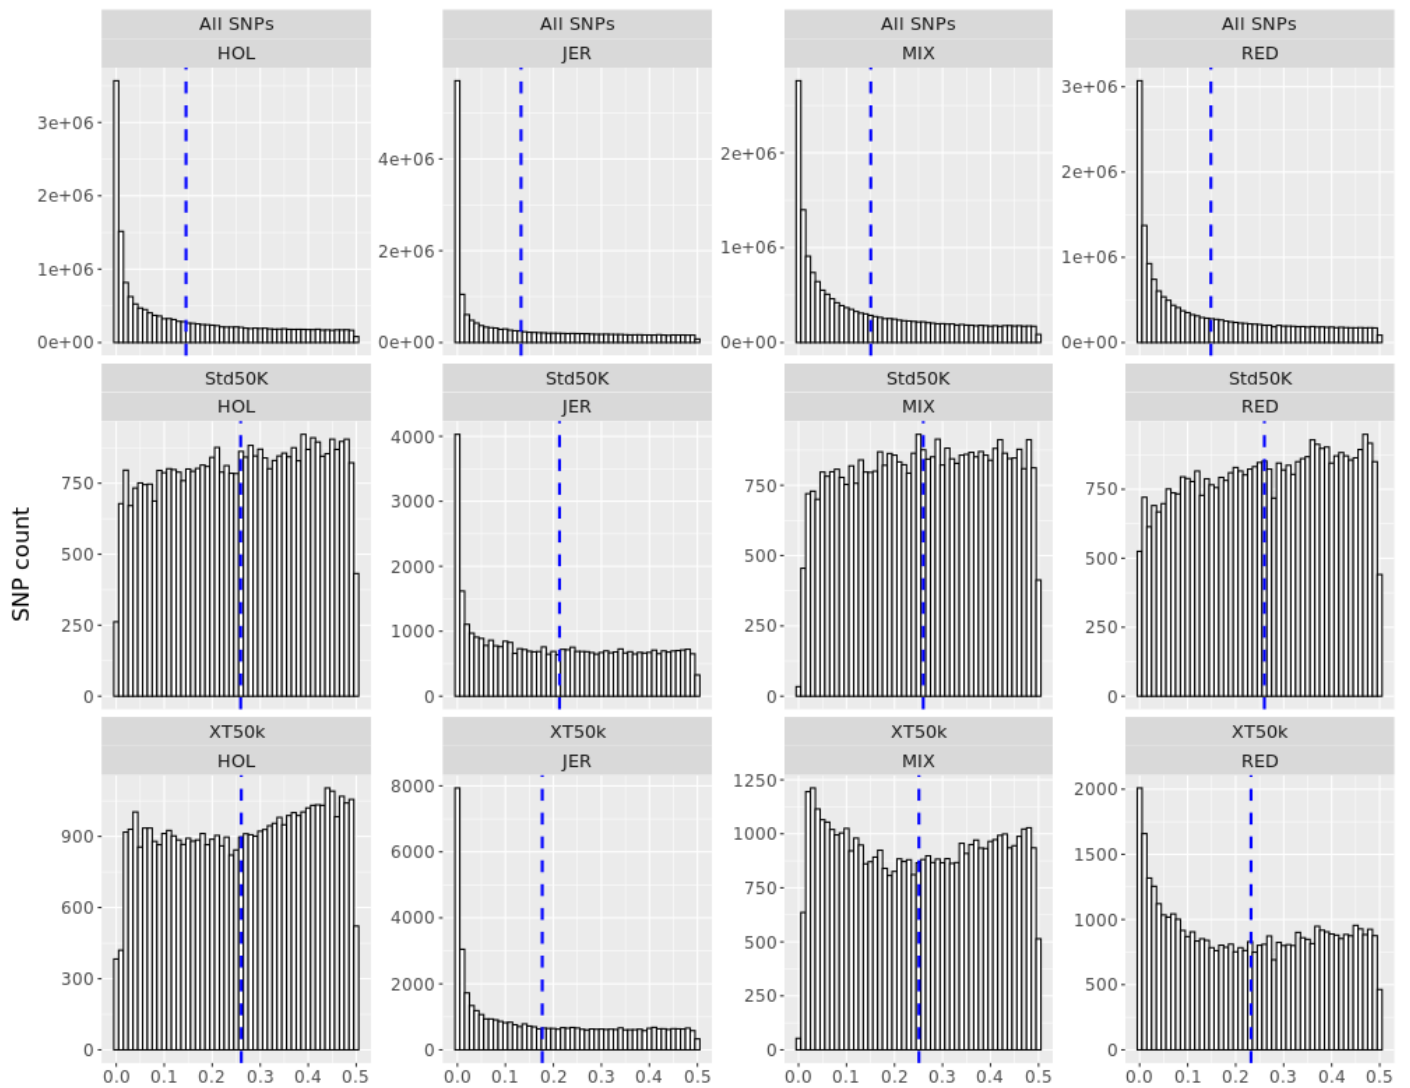 All SNPs All SNPs All SNPs All SNPs
HOL JER MIX RED
3e+06
2e+06
1e+06
0e+00
4e+06
2e+06
0e+00
2e+06
1e+06
0e+00
3e+06
2e+06
1e+06
0e+00
Std50K Std50K Std50K Std50K
HOL JER MIX RED
750
500
250
0
4000
3000
2000
1000
0
750
500
250
0
750
500
250
0
SNP count
XT50k XT50k XT50k XT50k
HOL JER MIX RED
900
600
300
0
8000
6000
4000
2000
0
1250
1000
750
500
250
0
2000
1500
1000
500
0
0.0 0.1 0.2 0.3 0.4 0.5 0.0 0.1 0.2 0.3 0.4 0.5 0.0 0.1 0.2 0.3 0.4 0.5 0.0 0.1 0.2 0.3 0.4 0.5